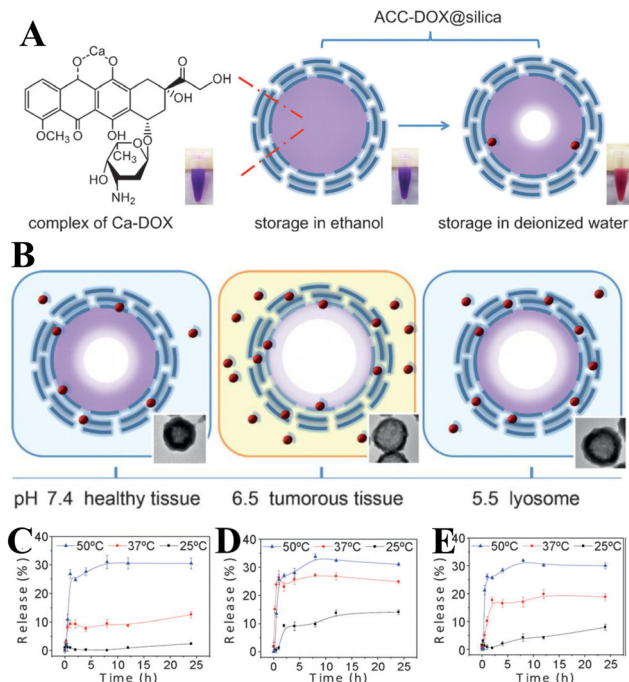 A
ACC-DOX@silica
Ca
O
O
O
OH
OH
OCH₃
O
OH
O
CH₃
O
HO
NH₂
complex of Ca-DOX
storage in ethanol
storage in deionized water
B
pH 7.4 healthy tissue
6.5 tumorous tissue
5.5 lyosome
C
50ºC 37ºC 25ºC
Release (%)
40
30
20
10
0
0 5 10 15 20 25
Time (h)
D
50ºC 37ºC 25ºC
Release (%)
40
30
20
10
0
0 5 10 15 20 25
Time (h)
E
50ºC 37ºC 25ºC
Release (%)
40
30
20
10
0
0 5 10 15 20 25
Time (h)